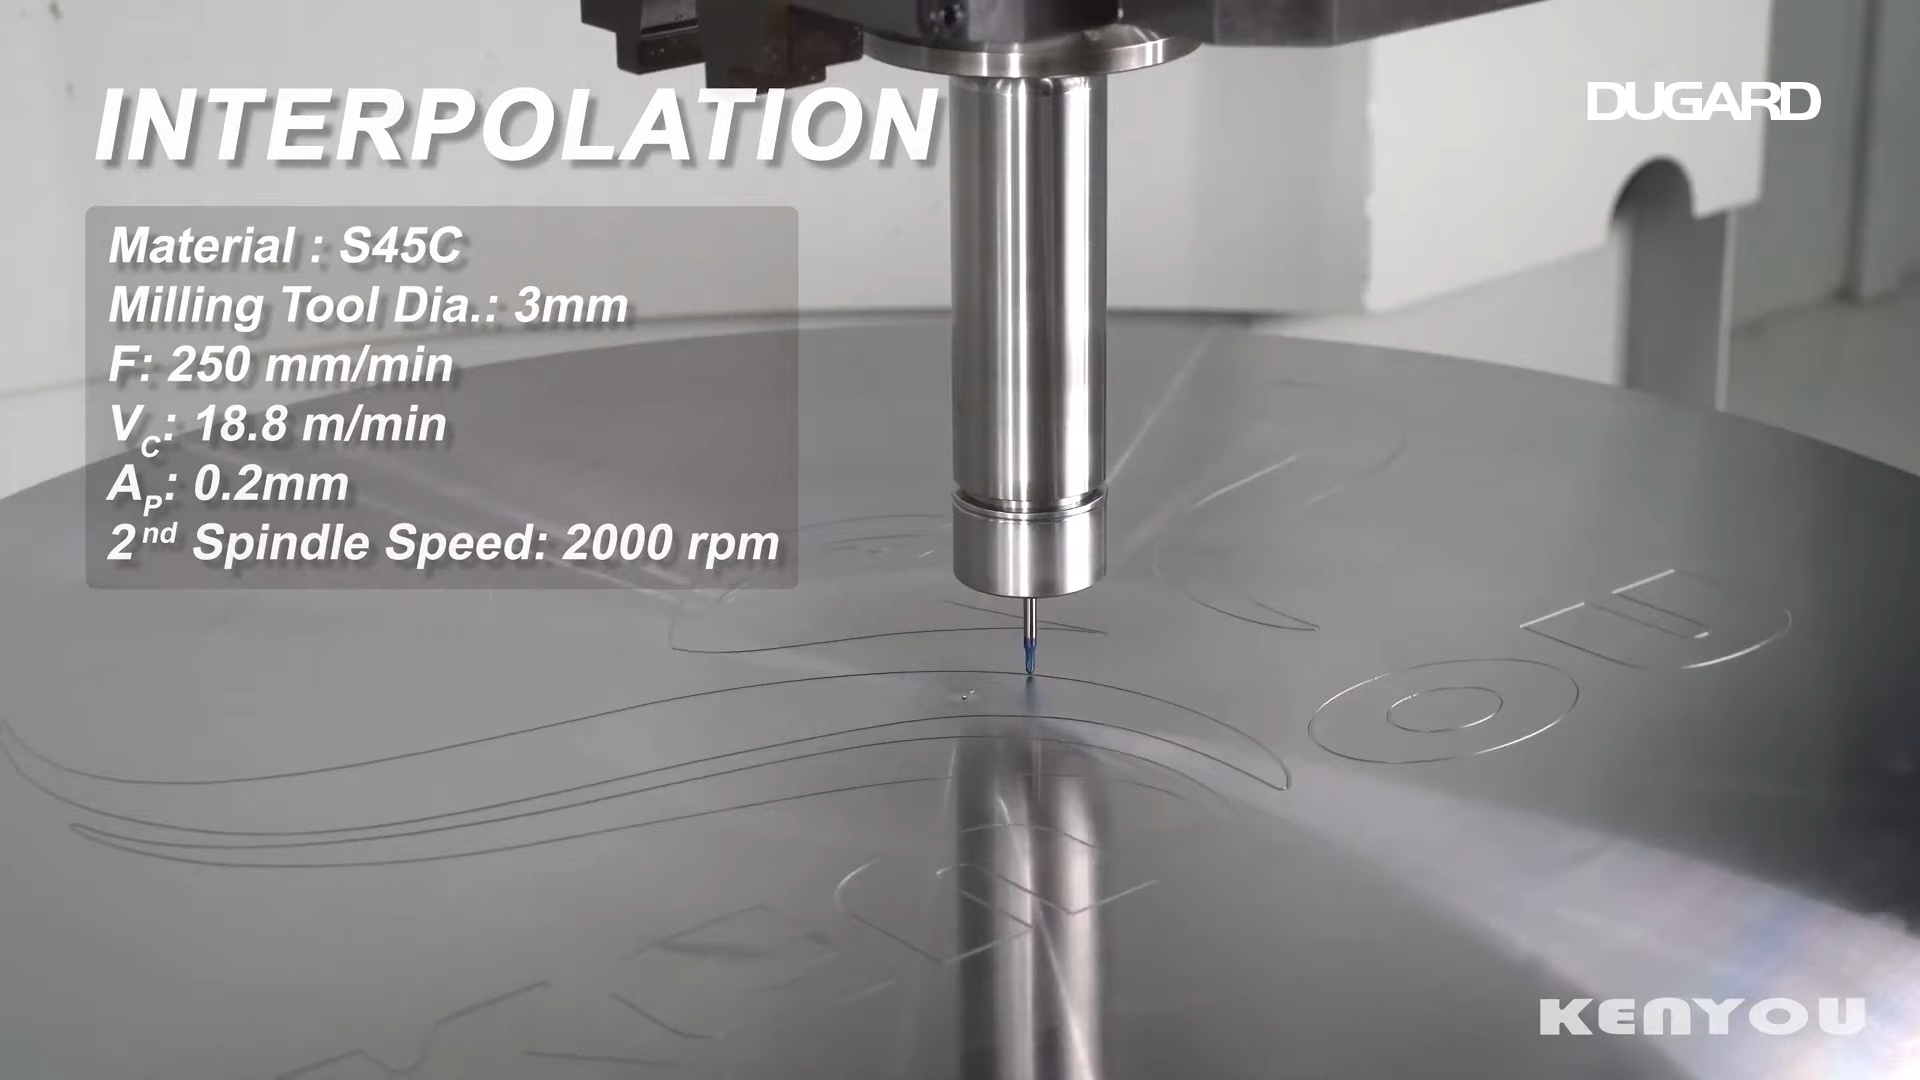 INTERPOLATION
DUGARD
Material : S45C
Milling Tool Dia.: 3mm
F: 250 mm/min
VC: 18.8 m/min
AP: 0.2mm
2nd Spindle Speed: 2000 rpm
KENYOU